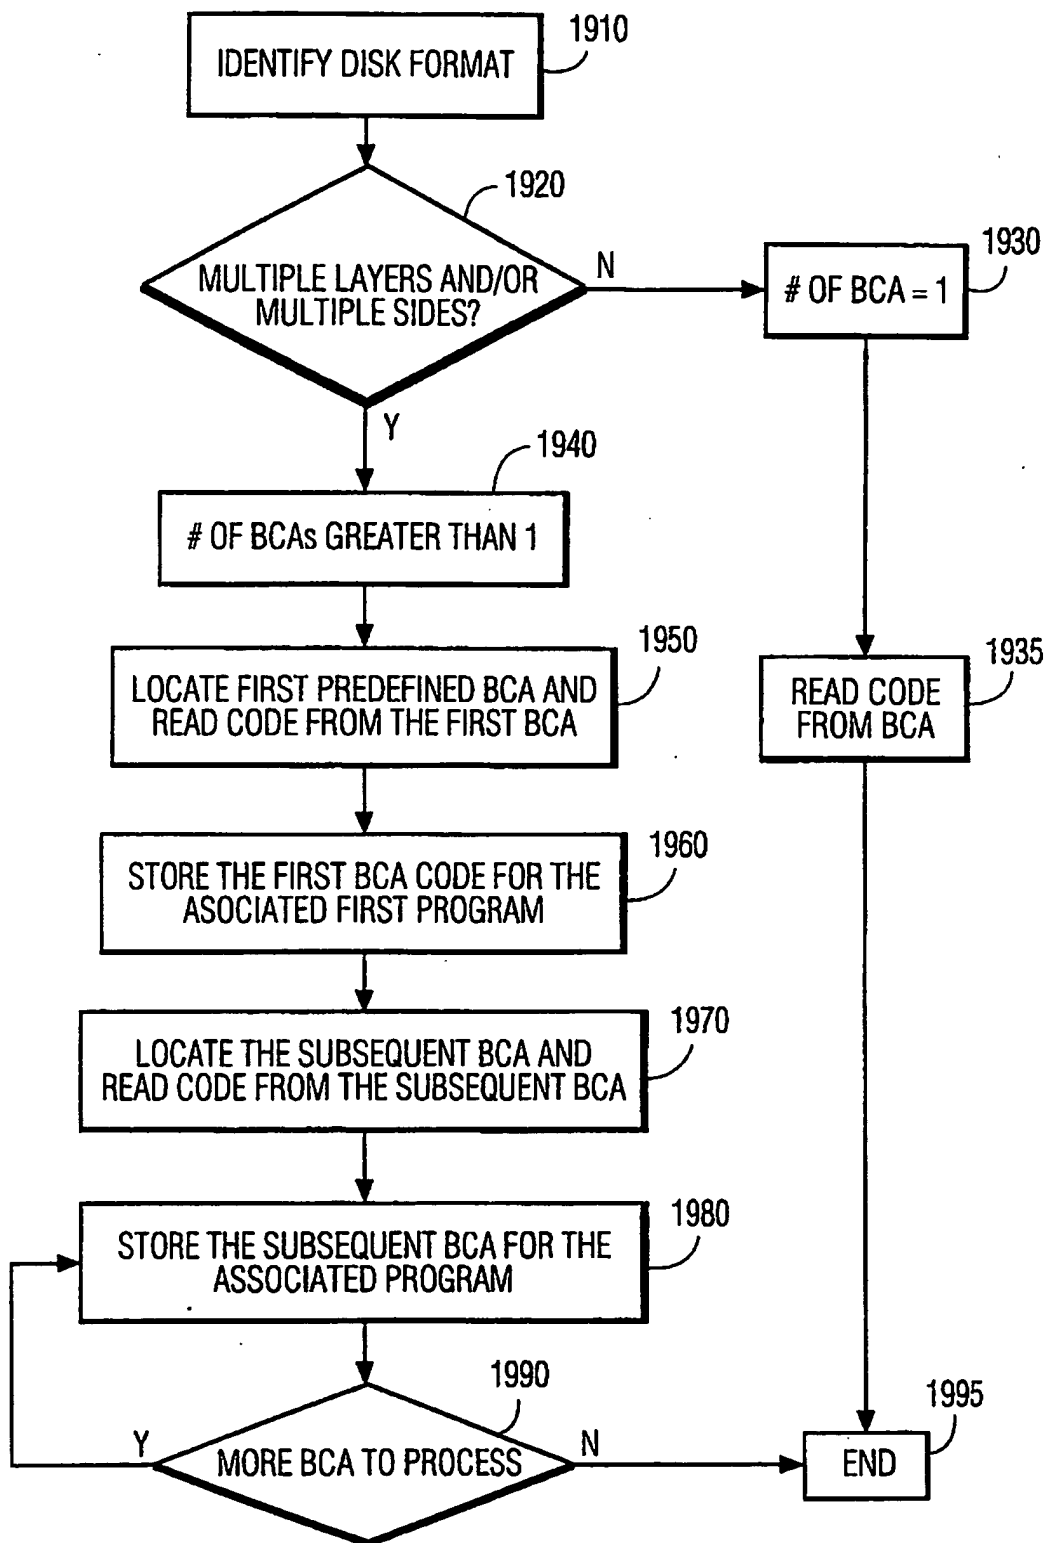 IDENTIFY DISK FORMAT
1910
1920
MULTIPLE LAYERS AND/OR
MULTIPLE SIDES?
N
1930
# OF BCA = 1
Y
1940
# OF BCAs GREATER THAN 1
1950
LOCATE FIRST PREDEFINED BCA AND
READ CODE FROM THE FIRST BCA
1935
READ CODE
FROM BCA
1960
STORE THE FIRST BCA CODE FOR THE
ASOCIATED FIRST PROGRAM
1970
LOCATE THE SUBSEQUENT BCA AND
READ CODE FROM THE SUBSEQUENT BCA
1980
STORE THE SUBSEQUENT BCA FOR THE
ASSOCIATED PROGRAM
1990
Y
MORE BCA TO PROCESS
N
1995
END